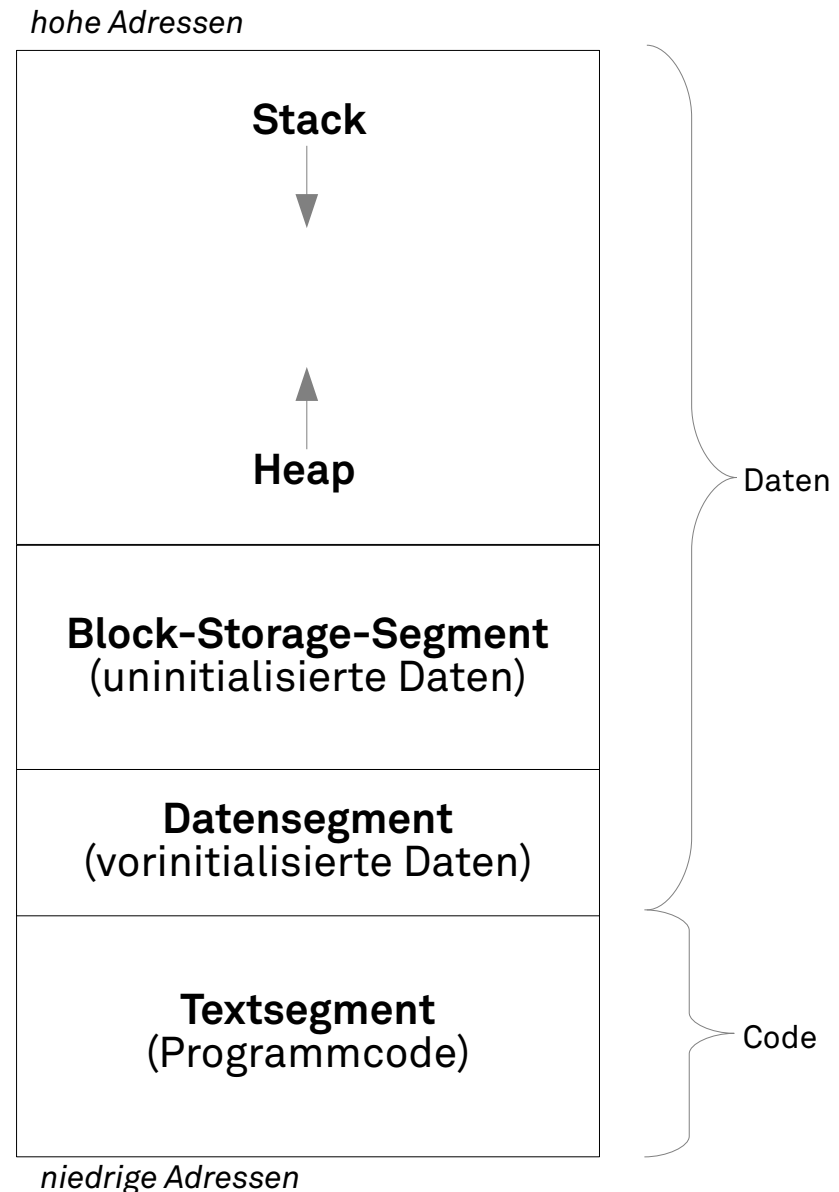 hohe Adressen
Stack
Heap
Daten
Block-Storage-Segment
(uninitialisierte Daten)
Datensegment
(vorinitialisierte Daten)
Textsegment
(Programmcode)
Code
niedrige Adressen